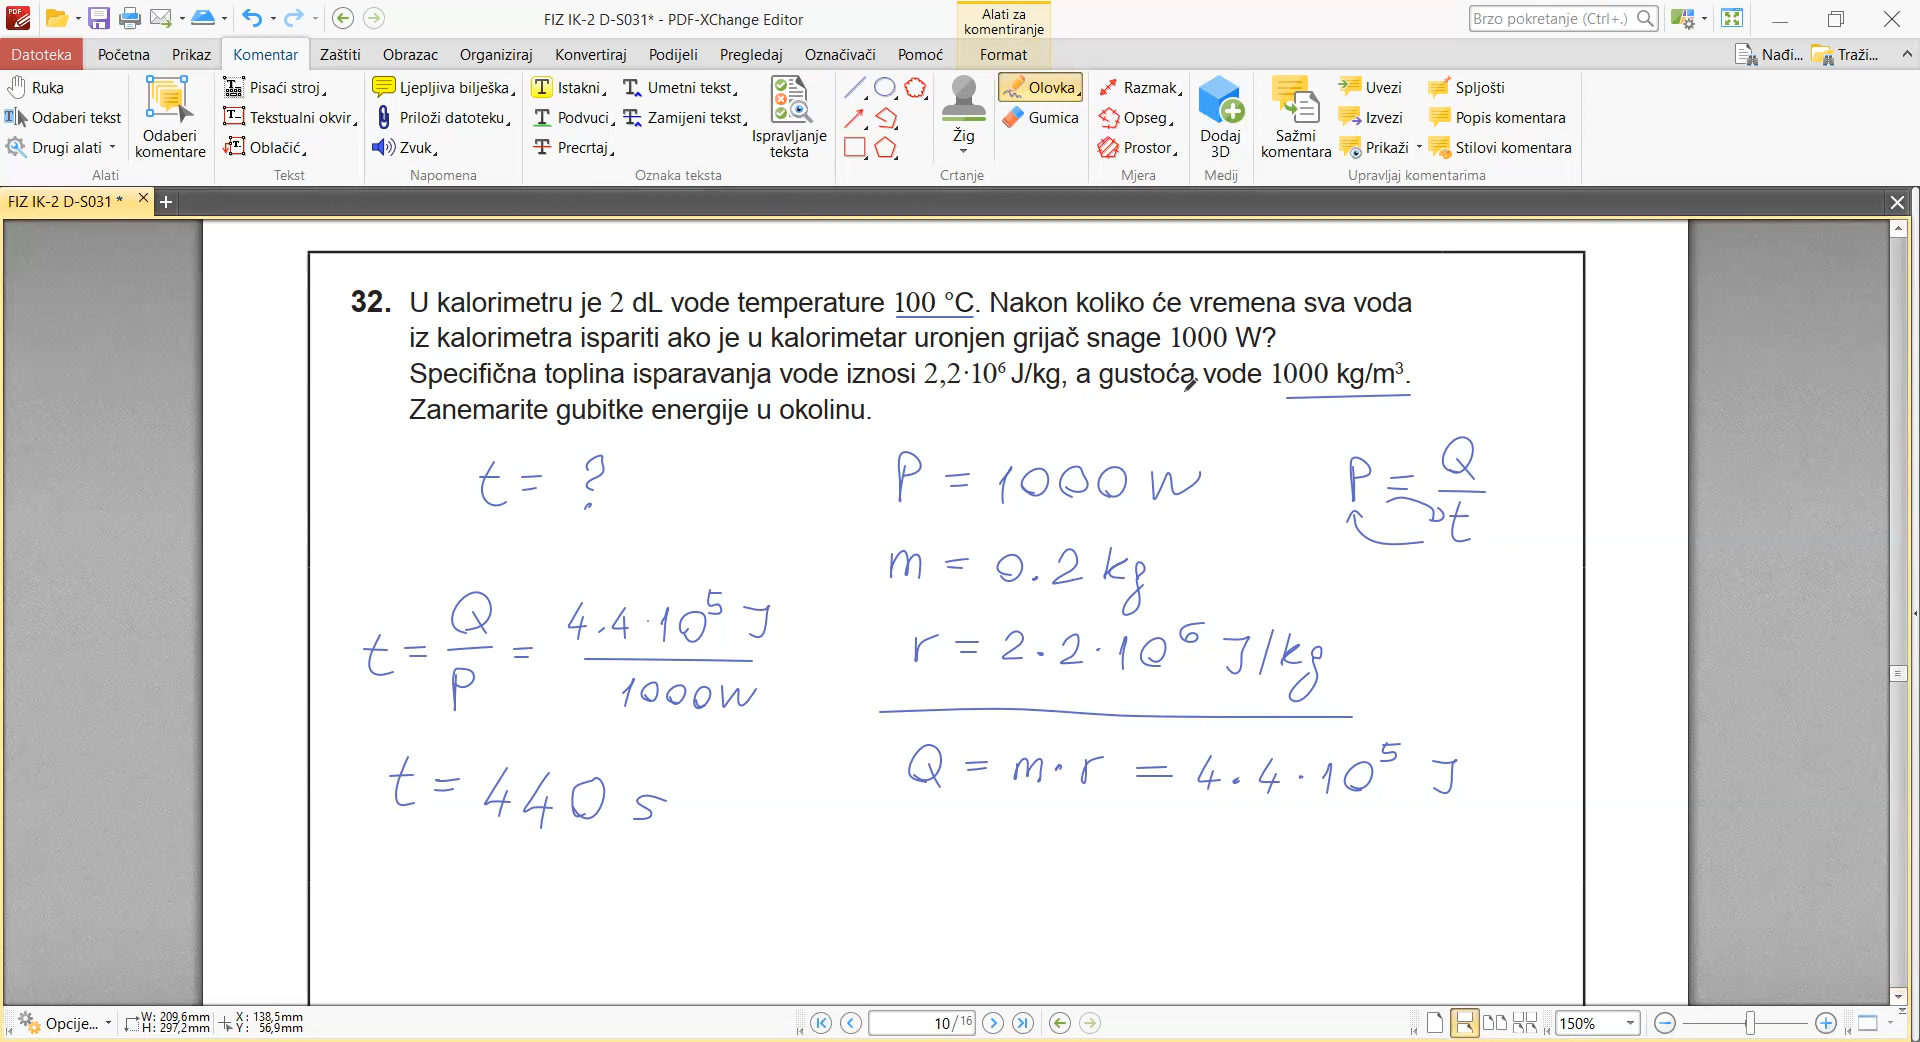 FIZ IK-2 D-S031* - PDF-XChange Editor
Alati za komentiranje
Brzo pokretanje (Ctrl+.)
Datoteka Početna Prikaz Komentar Zaštiti Obrazac Organiziraj Konvertiraj Podijeli Pregledaj Označivači Pomoć Format Nađi... Traži...
Ruka
Odaberi tekst
Drugi alati
Odaberi komentare
Alati
Pisaći stroj
Tekstualni okvir
Oblačić
Tekst
Ljepljiva bilješka
Priloži datoteku
Zvuk
Napomena
Istakni
Podvuci
Precrtaj
Umetni tekst
Zamijeni tekst
Ispravljanje teksta
Oznaka teksta
Crtanje
Žig
Olovka
Gumica
Razmak
Opseg
Prostor
Mjera
Dodaj 3D
Medij
Sažmi komentara
Uvezi
Izvezi
Prikaži
Spljošti
Popis komentara
Stilovi komentara
Upravljaj komentarima
FIZ IK-2 D-S031 *
32. U kalorimetru je 2 dL vode temperature 100 °C. Nakon koliko će vremena sva voda
iz kalorimetra ispariti ako je u kalorimetar uronjen grijač snage 1000 W?
Specifična toplina isparavanja vode iznosi 2,2·10⁶ J/kg, a gustoća vode 1000 kg/m³.
Zanemarite gubitke energije u okolinu.
t = ?
P = 1000 W
P = Q/t
m = 0.2 kg
t = Q/P = 4.4·10⁵ J / 1000W
r = 2.2·10⁶ J/kg
Q = m·r = 4.4·10⁵ J
t = 440 s
Opcije...
W: 209,6mm
H: 297,2mm
X: 138,5mm
Y: 56,9mm
10 / 16
150%